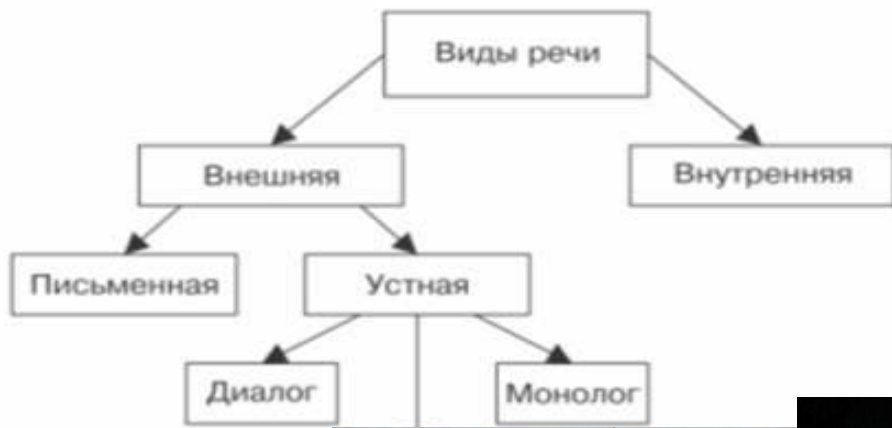 Виды речи
Внешняя
Внутренняя
Письменная
Устная
Диалог
Монолог